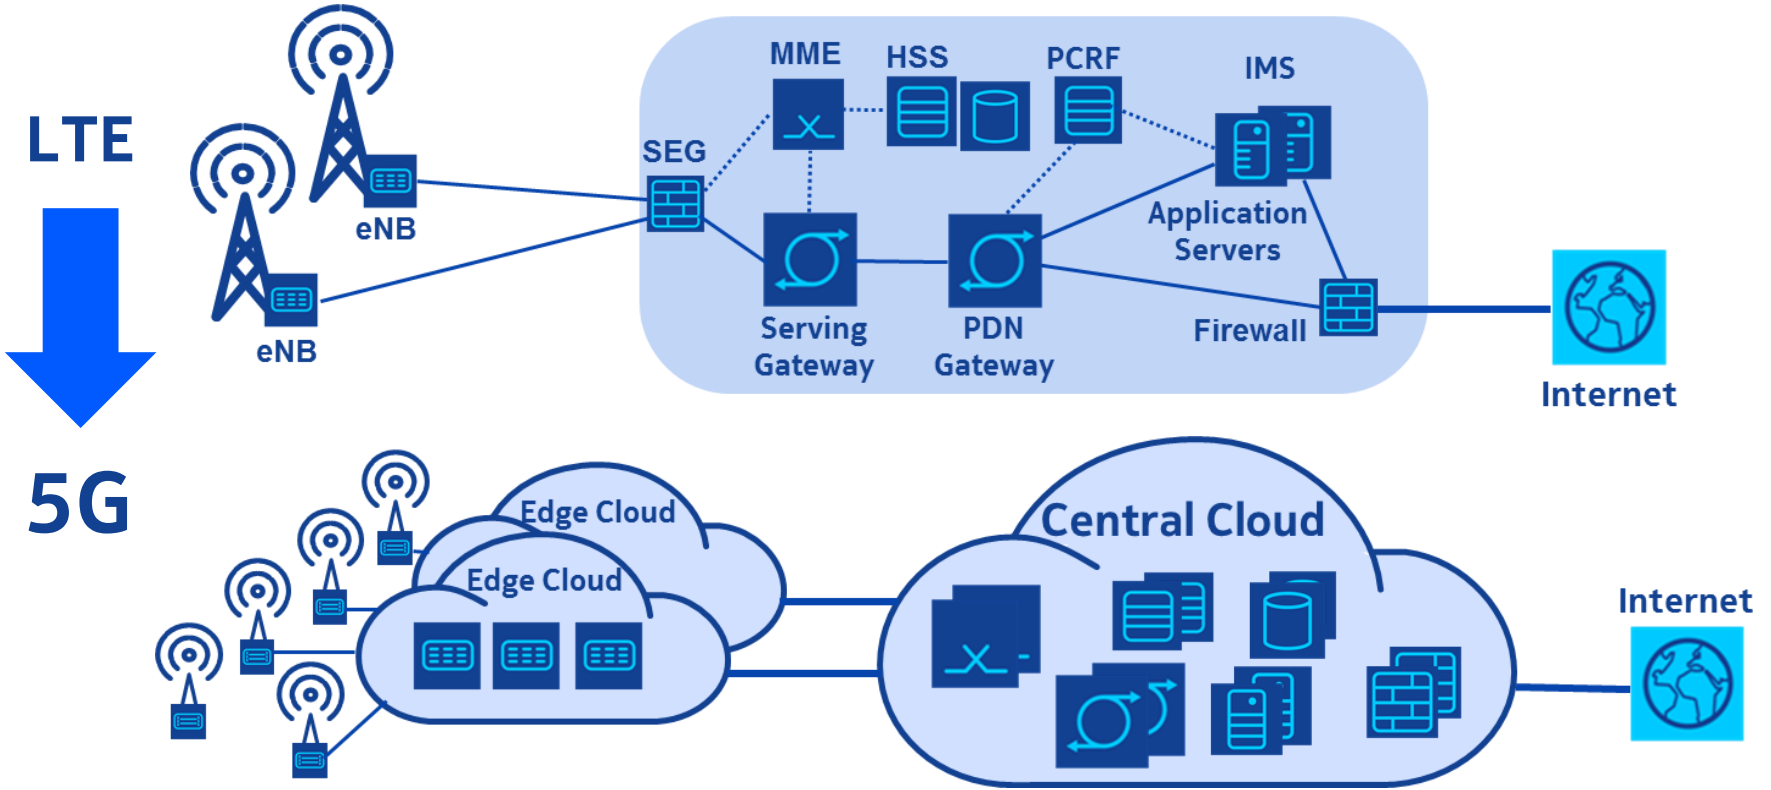 LTE
eNB
eNB
SEG
MME
HSS
PCRF
IMS
Application
Servers
Serving
Gateway
PDN
Gateway
Firewall
Internet
5G
Edge Cloud
Edge Cloud
Central Cloud
Internet